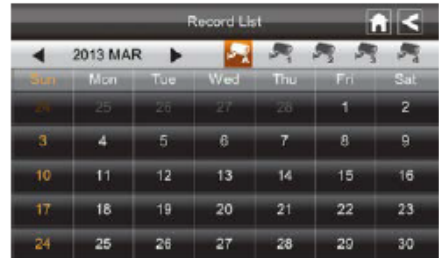 Record List
2013 MAR
Sun Mon Tue Wed Thu Fri Sat
24 25 26 27 28 1 2
3 4 5 6 7 8 9
10 11 12 13 14 15 16
17 18 19 20 21 22 23
24 25 26 27 28 29 30